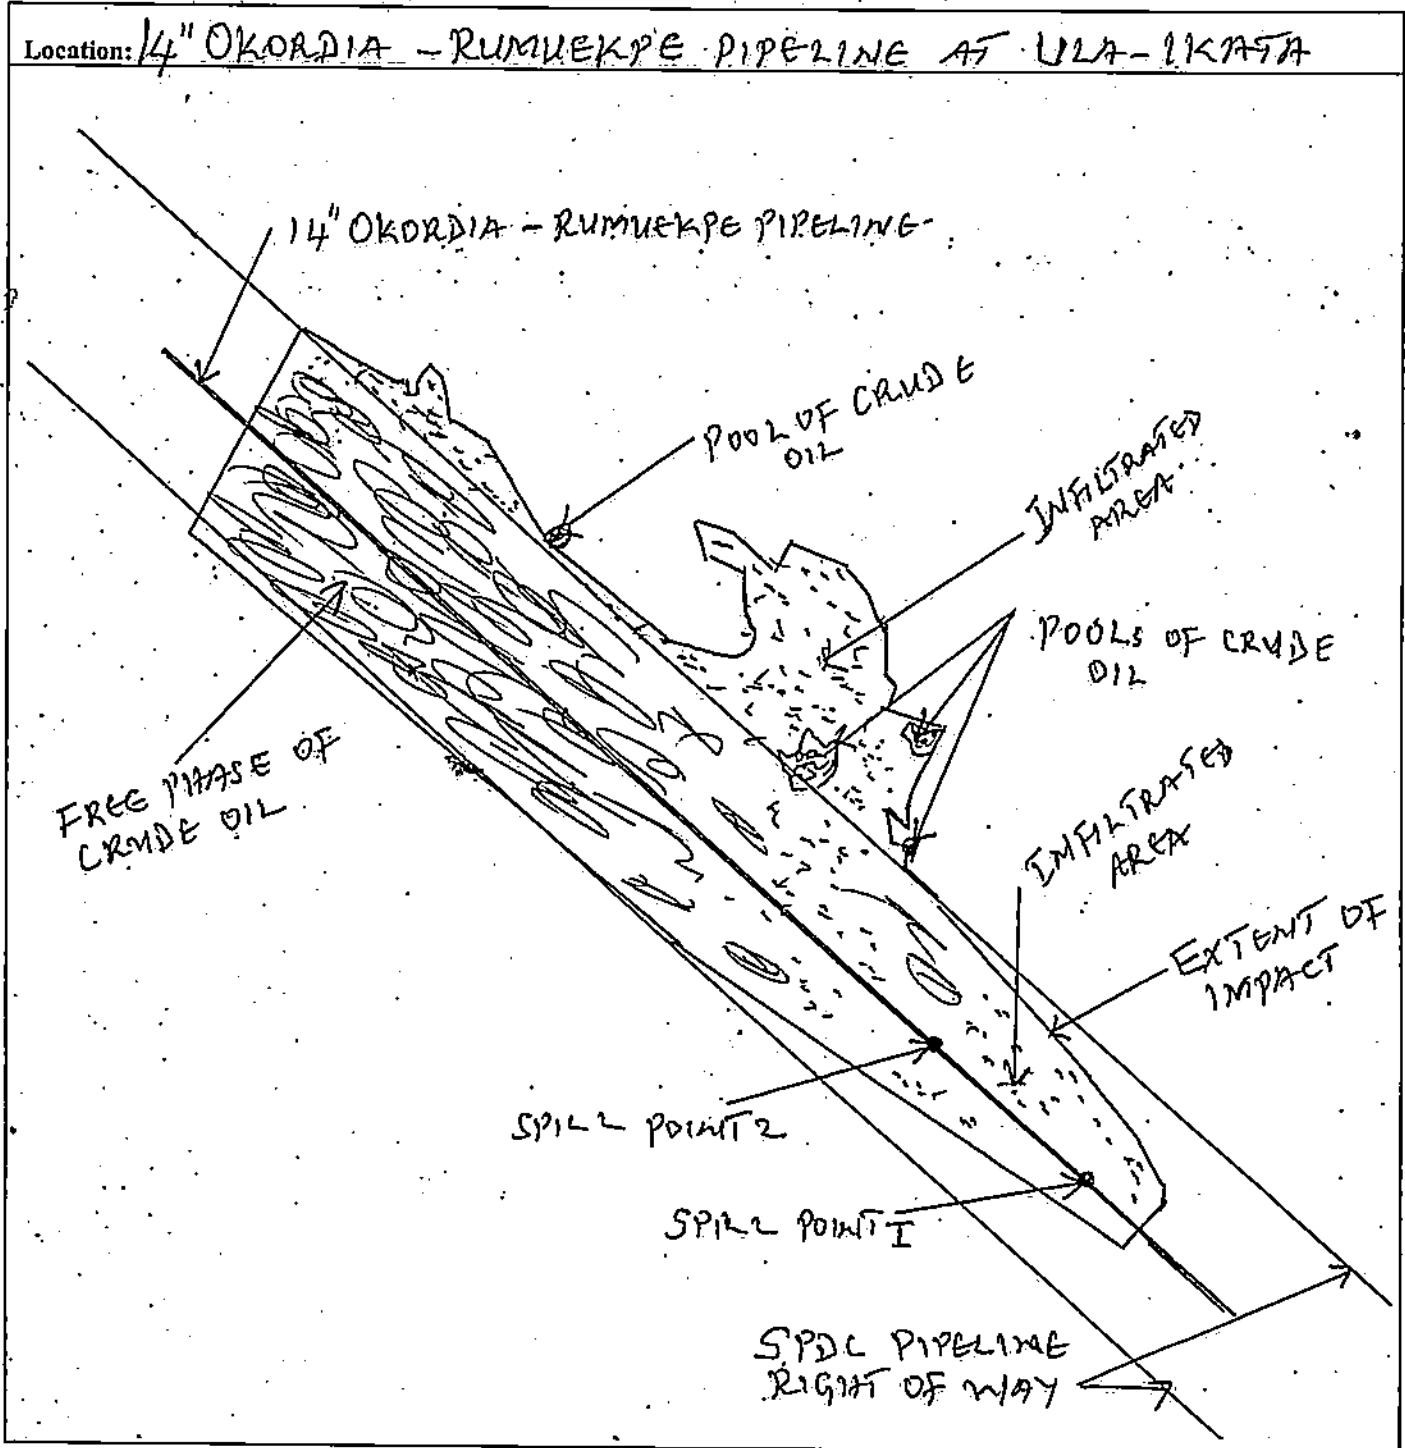 Location: 14" OKORDIA - RUMUEKPE PIPELINE AT ULA-IKATA
14" OKORDIA - RUMUEKPE PIPELINE
POOL OF CRUDE
OIL
INFILTRATED
AREA
POOLS OF CRUDE
OIL
FREE PHASE OF
CRUDE OIL
INFILTRATED
AREA
EXTENT OF
IMPACT
SPILL POINT 2
SPILL POINT I
SPDC PIPELINE
RIGHT OF WAY